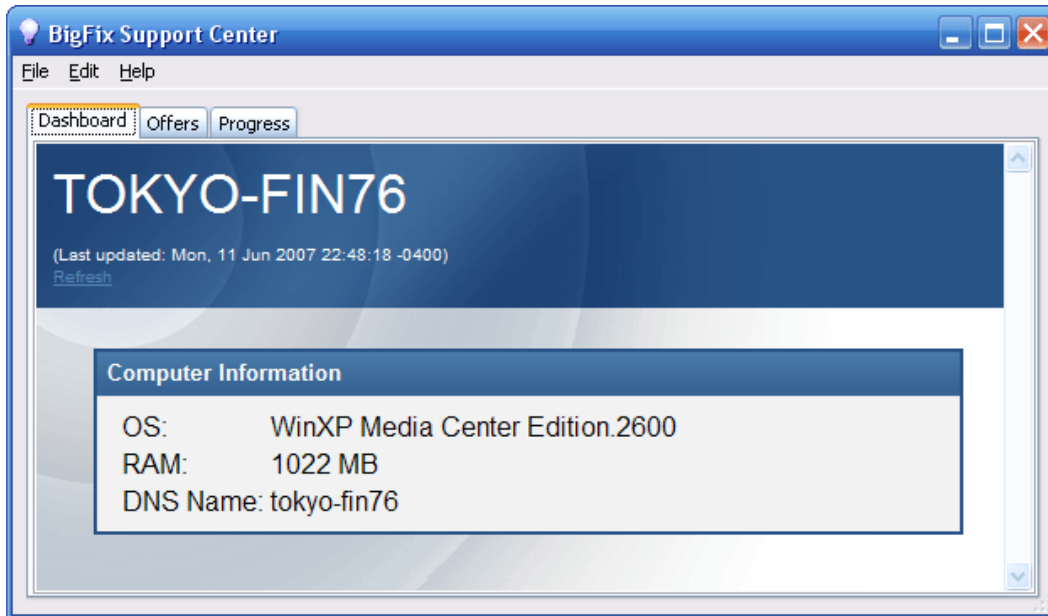 BigFix Support Center
File Edit Help
Dashboard Offers Progress
TOKYO-FIN76
(Last updated: Mon, 11 Jun 2007 22:48:18 -0400)
Refresh
Computer Information
OS: WinXP Media Center Edition.2600
RAM: 1022 MB
DNS Name: tokyo-fin76